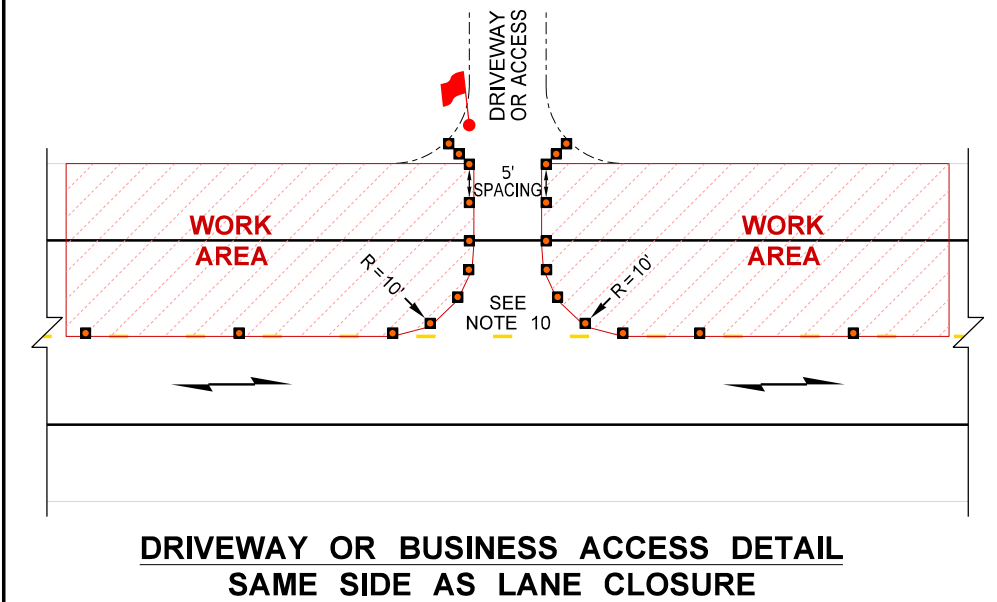 DRIVEWAY
OR ACCESS
5'
SPACING
WORK
AREA
WORK
AREA
R=10'
R=10'
SEE
NOTE 10
DRIVEWAY OR BUSINESS ACCESS DETAIL
SAME SIDE AS LANE CLOSURE